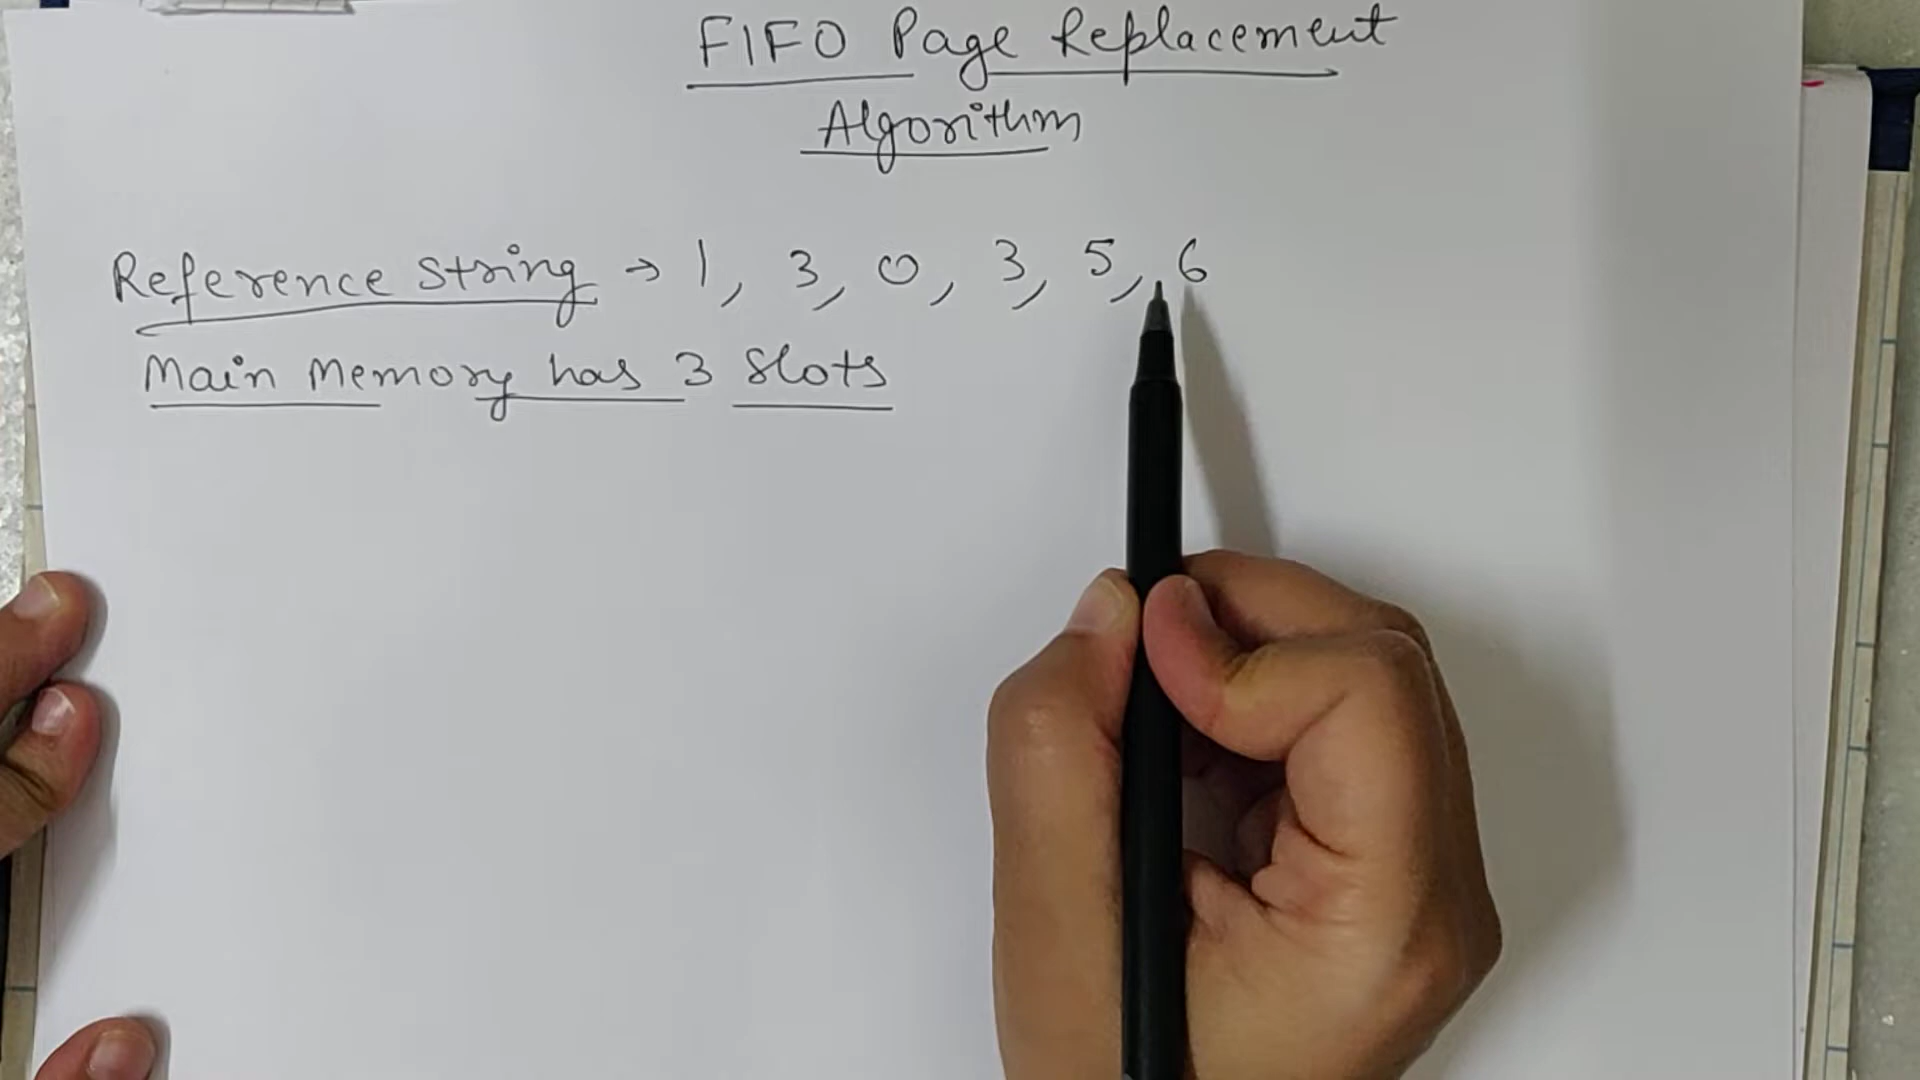 FIFO Page Replacement
Algorithm
Reference String → 1, 3, 0, 3, 5, 6
Main Memory has 3 Slots